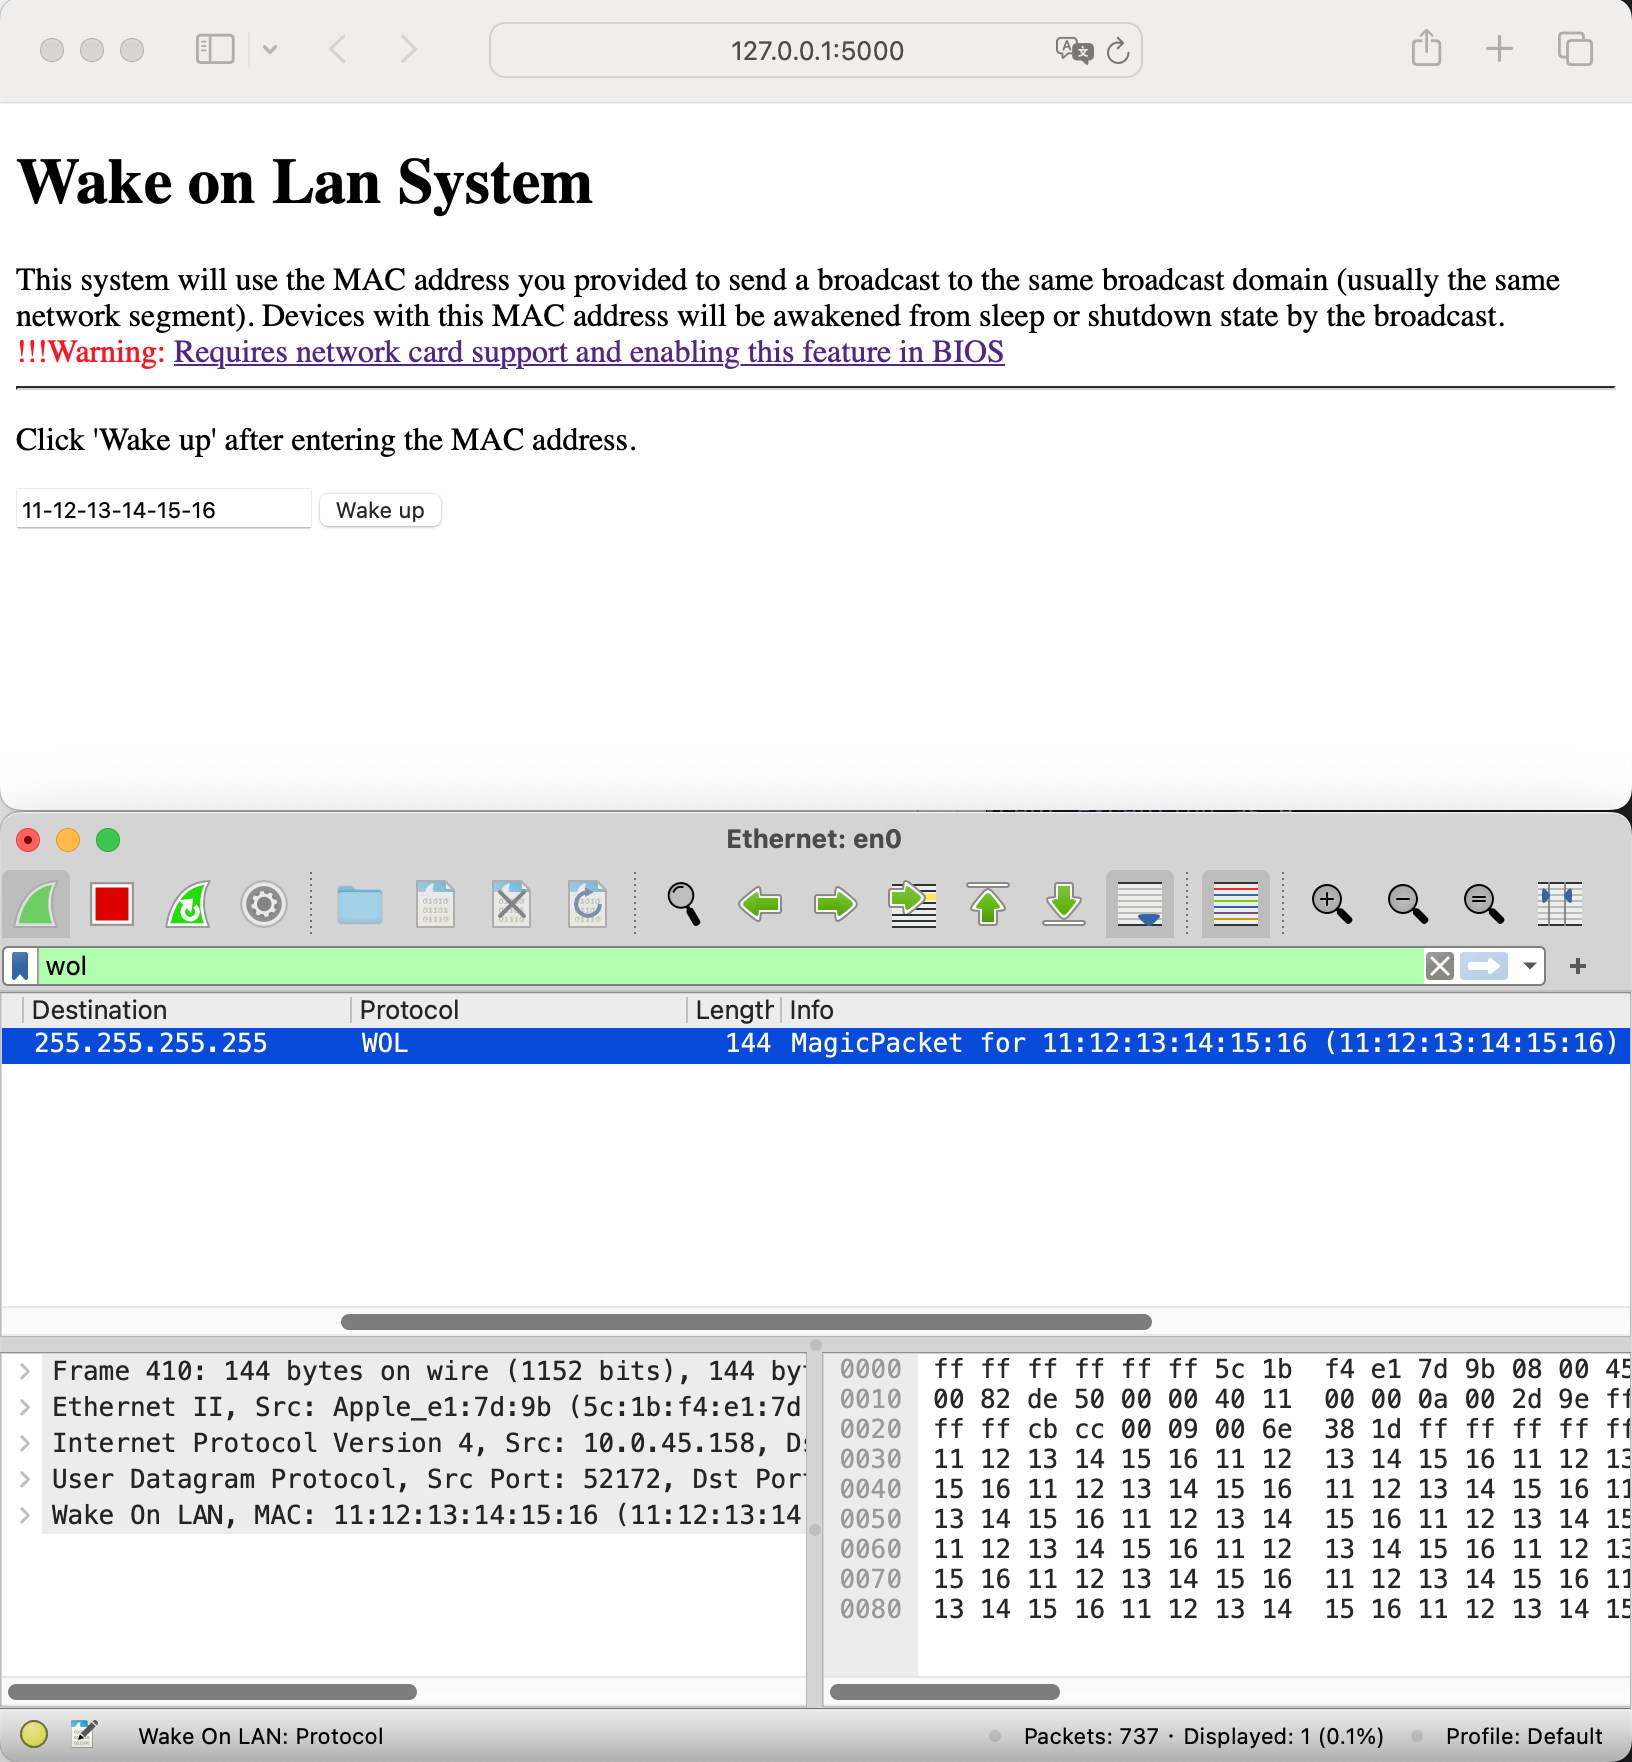 127.0.0.1:5000
Wake on Lan System
This system will use the MAC address you provided to send a broadcast to the same broadcast domain (usually the same
network segment). Devices with this MAC address will be awakened from sleep or shutdown state by the broadcast.
!!!Warning: Requires network card support and enabling this feature in BIOS
Click 'Wake up' after entering the MAC address.
11-12-13-14-15-16 Wake up
Ethernet: en0
wol
Destination Protocol Length Info
255.255.255.255 WOL 144 MagicPacket for 11:12:13:14:15:16 (11:12:13:14:15:16)
Frame 410: 144 bytes on wire (1152 bits), 144 by
Ethernet II, Src: Apple_e1:7d:9b (5c:1b:f4:e1:7d
Internet Protocol Version 4, Src: 10.0.45.158, D
User Datagram Protocol, Src Port: 52172, Dst Por
Wake On LAN, MAC: 11:12:13:14:15:16 (11:12:13:14
0000 ff ff ff ff ff ff 5c 1b f4 e1 7d 9b 08 00 45
0010 00 82 de 50 00 00 40 11 00 00 0a 00 2d 9e ff
0020 ff ff cb cc 00 09 00 6e 38 1d ff ff ff ff ff
0030 11 12 13 14 15 16 11 12 13 14 15 16 11 12 13
0040 15 16 11 12 13 14 15 16 11 12 13 14 15 16 11
0050 13 14 15 16 11 12 13 14 15 16 11 12 13 14 15
0060 11 12 13 14 15 16 11 12 13 14 15 16 11 12 13
0070 15 16 11 12 13 14 15 16 11 12 13 14 15 16 11
0080 13 14 15 16 11 12 13 14 15 16 11 12 13 14 15
Wake On LAN: Protocol
Packets: 737 · Displayed: 1 (0.1%)
Profile: Default